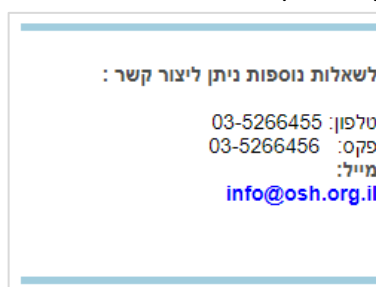 לשאלות נוספות ניתן ליצור קשר :
טלפון: 03-5266455
פקס: 03-5266456
מייל:
info@osh.org.il